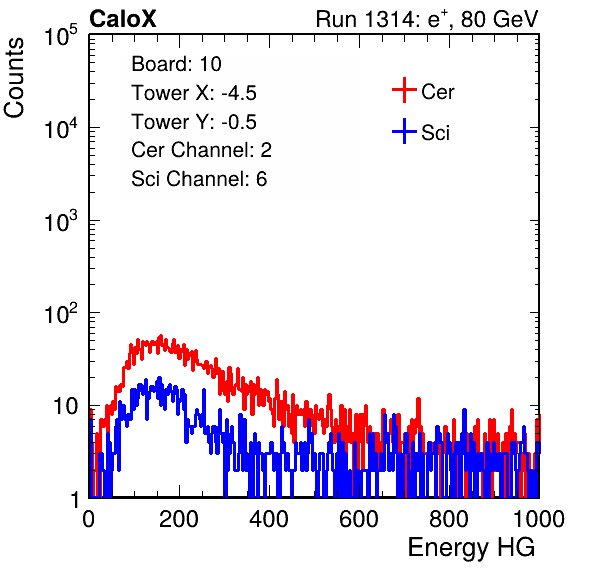 CaloX Run 1314: e⁺, 80 GeV
Counts
Board: 10
Tower X: -4.5
Tower Y: -0.5
Cer Channel: 2
Sci Channel: 6
Cer
Sci
10⁵
10⁴
10³
10²
10
1
0 200 400 600 800 1000
Energy HG